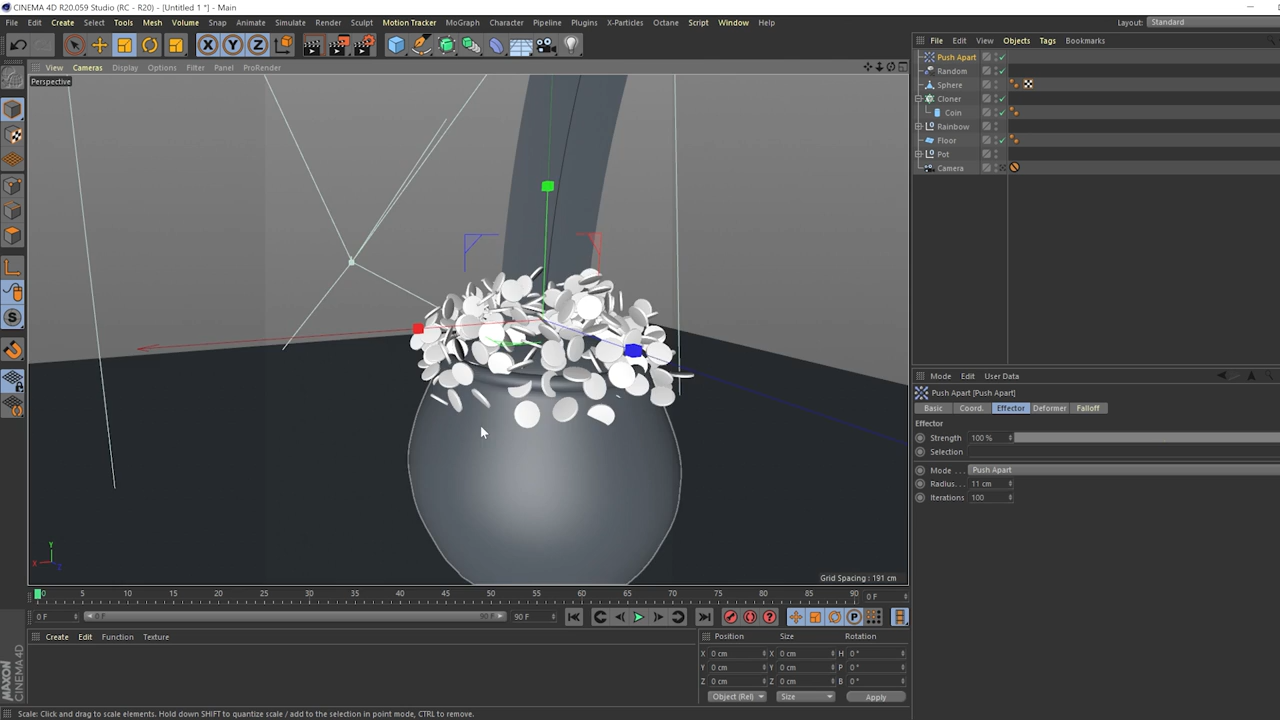 CINEMA 4D R20.059 Studio (RC - R20) - [Untitled 1 *] - Main
File Edit Create Select Tools Mesh Volume Snap Animate Simulate Render Sculpt Motion Tracker MoGraph Character Pipeline Plugins X-Particles Octane Script Window Help
Layout: Standard
X Y Z
File Edit View Objects Tags Bookmarks
View Cameras Display Options Filter Panel ProRender
Perspective
Push Apart
Random
Sphere
Cloner
Coin
Rainbow
Floor
Pot
Camera
Mode Edit User Data
Push Apart [Push Apart]
Basic Coord. Effector Deformer Falloff
Effector
Strength 100 %
Selection
Mode . . . Push Apart
Radius. . . 11 cm
Iterations 100
Y
X
Z
Grid Spacing : 191 cm
0 5 10 15 20 25 30 35 40 45 50 55 60 65 70 75 80 85 90 0 F
0 F 0 F 90 F 90 F
Create Edit Function Texture
Position Size Rotation
X 0 cm X 0 cm H 0 °
Y 0 cm Y 0 cm P 0 °
Z 0 cm Z 0 cm B 0 °
Object (Rel) Size Apply
MAXON CINEMA 4D
Scale: Click and drag to scale elements. Hold down SHIFT to quantize scale / add to the selection in point mode, CTRL to remove.